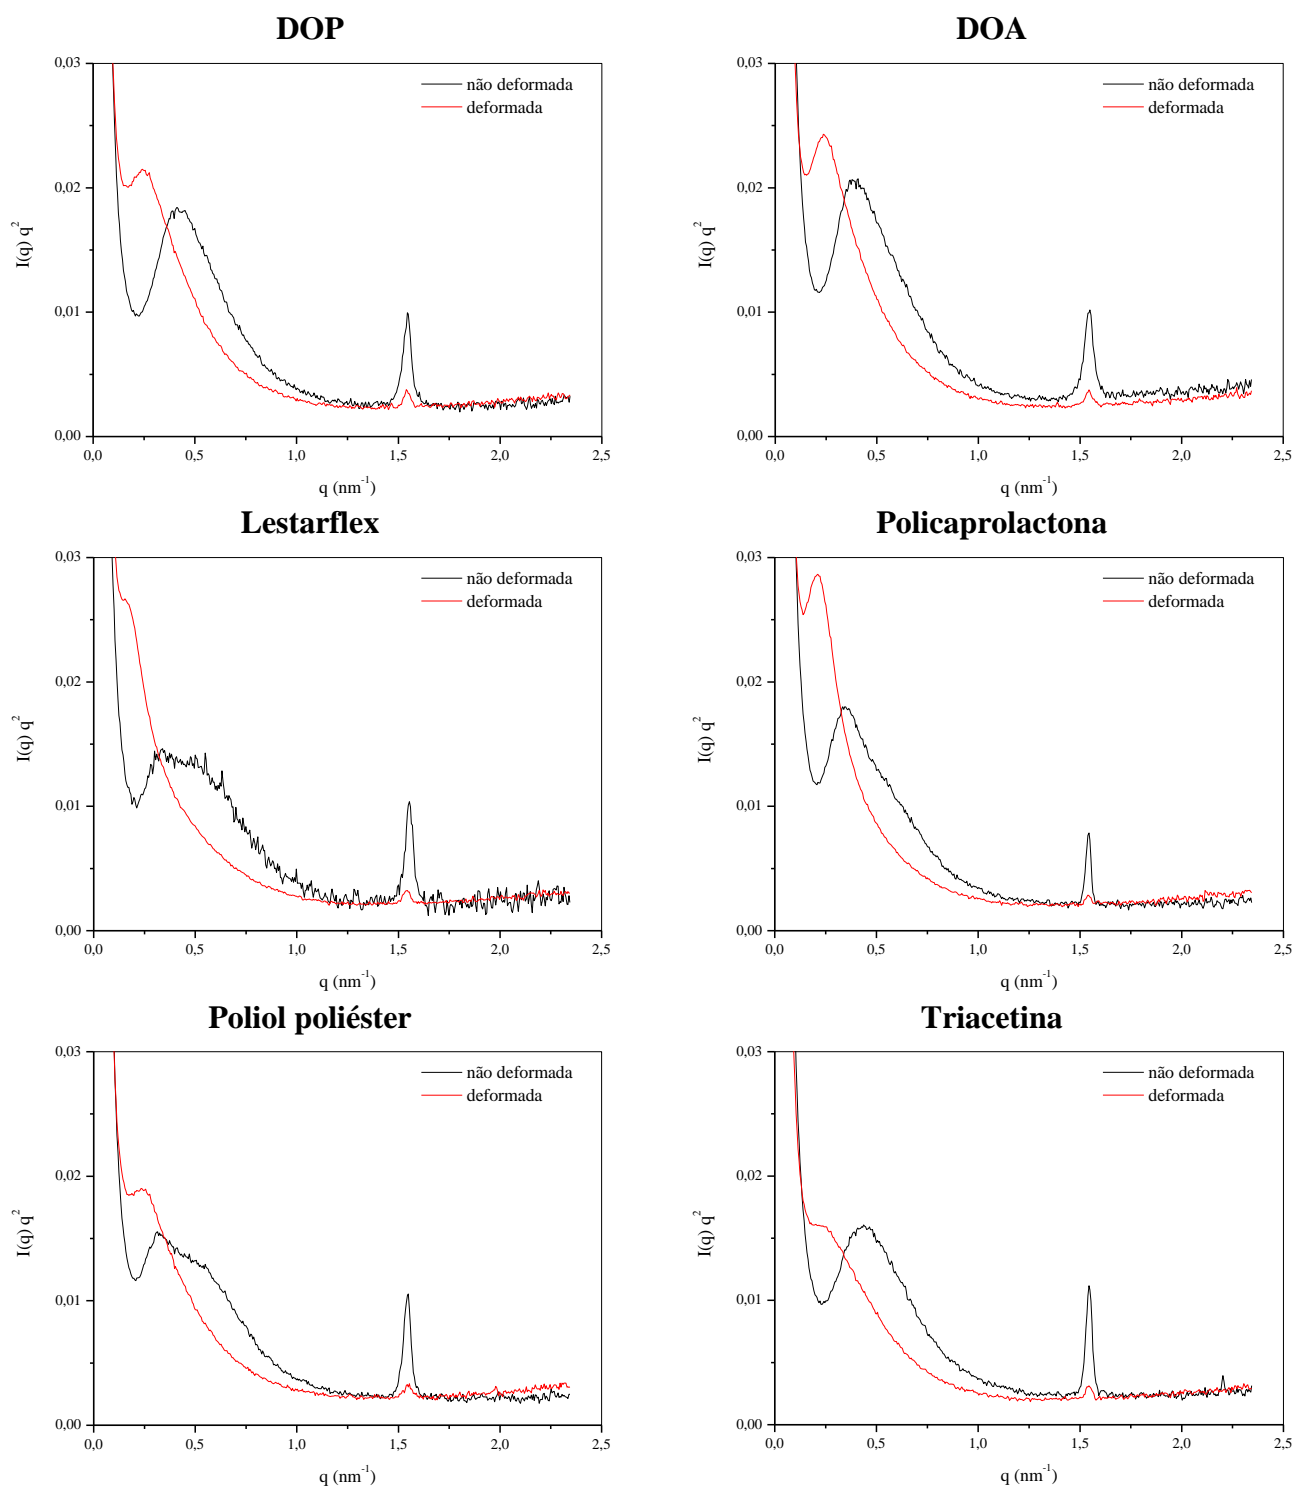 DOP
não deformada
deformada
0,03
0,02
0,01
0,00
I(q) q²
0,0 0,5 1,0 1,5 2,0 2,5
q (nm⁻¹)
DOA
não deformada
deformada
0,03
0,02
0,01
0,00
I(q) q²
0,0 0,5 1,0 1,5 2,0 2,5
q (nm⁻¹)
Lestarflex
não deformada
deformada
0,03
0,02
0,01
0,00
I(q) q²
0,0 0,5 1,0 1,5 2,0 2,5
q (nm⁻¹)
Policaprolactona
não deformada
deformada
0,03
0,02
0,01
0,00
I(q) q²
0,0 0,5 1,0 1,5 2,0 2,5
q (nm⁻¹)
Poliol poliéster
não deformada
deformada
0,03
0,02
0,01
0,00
I(q) q²
0,0 0,5 1,0 1,5 2,0 2,5
q (nm⁻¹)
Triacetina
não deformada
deformada
0,03
0,02
0,01
0,00
I(q) q²
0,0 0,5 1,0 1,5 2,0 2,5
q (nm⁻¹)